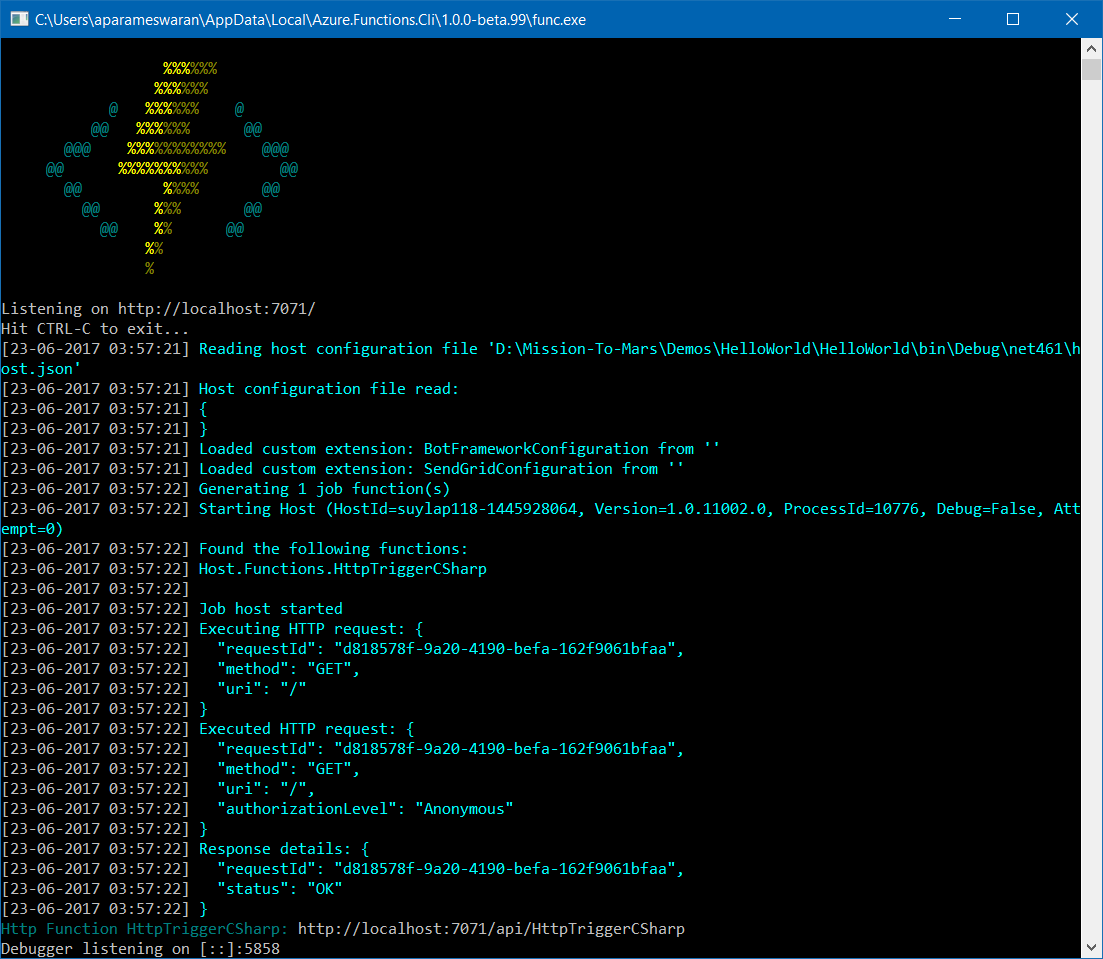 C:\Users\aparameswaran\AppData\Local\Azure.Functions.Cli\1.0.0-beta.99\func.exe
                  %%%%%%
                 %%%%%%
            @   %%%%%%    @
          @@   %%%%%%      @@
       @@@    %%%%%%%%%%%    @@@
     @@      %%%%%%%%%%        @@
       @@         %%%%       @@
         @@      %%%       @@
           @@    %%      @@
                %%
                %
Listening on http://localhost:7071/
Hit CTRL-C to exit...
[23-06-2017 03:57:21] Reading host configuration file 'D:\Mission-To-Mars\Demos\HelloWorld\HelloWorld\bin\Debug\net461\h
ost.json'
[23-06-2017 03:57:21] Host configuration file read:
[23-06-2017 03:57:21] {
[23-06-2017 03:57:21] }
[23-06-2017 03:57:21] Loaded custom extension: BotFrameworkConfiguration from ''
[23-06-2017 03:57:21] Loaded custom extension: SendGridConfiguration from ''
[23-06-2017 03:57:22] Generating 1 job function(s)
[23-06-2017 03:57:22] Starting Host (HostId=suylap118-1445928064, Version=1.0.11002.0, ProcessId=10776, Debug=False, Att
empt=0)
[23-06-2017 03:57:22] Found the following functions:
[23-06-2017 03:57:22] Host.Functions.HttpTriggerCSharp
[23-06-2017 03:57:22]
[23-06-2017 03:57:22] Job host started
[23-06-2017 03:57:22] Executing HTTP request: {
[23-06-2017 03:57:22]   "requestId": "d818578f-9a20-4190-befa-162f9061bfaa",
[23-06-2017 03:57:22]   "method": "GET",
[23-06-2017 03:57:22]   "uri": "/"
[23-06-2017 03:57:22] }
[23-06-2017 03:57:22] Executed HTTP request: {
[23-06-2017 03:57:22]   "requestId": "d818578f-9a20-4190-befa-162f9061bfaa",
[23-06-2017 03:57:22]   "method": "GET",
[23-06-2017 03:57:22]   "uri": "/",
[23-06-2017 03:57:22]   "authorizationLevel": "Anonymous"
[23-06-2017 03:57:22] }
[23-06-2017 03:57:22] Response details: {
[23-06-2017 03:57:22]   "requestId": "d818578f-9a20-4190-befa-162f9061bfaa",
[23-06-2017 03:57:22]   "status": "OK"
[23-06-2017 03:57:22] }
Http Function HttpTriggerCSharp: http://localhost:7071/api/HttpTriggerCSharp
Debugger listening on [::]:5858